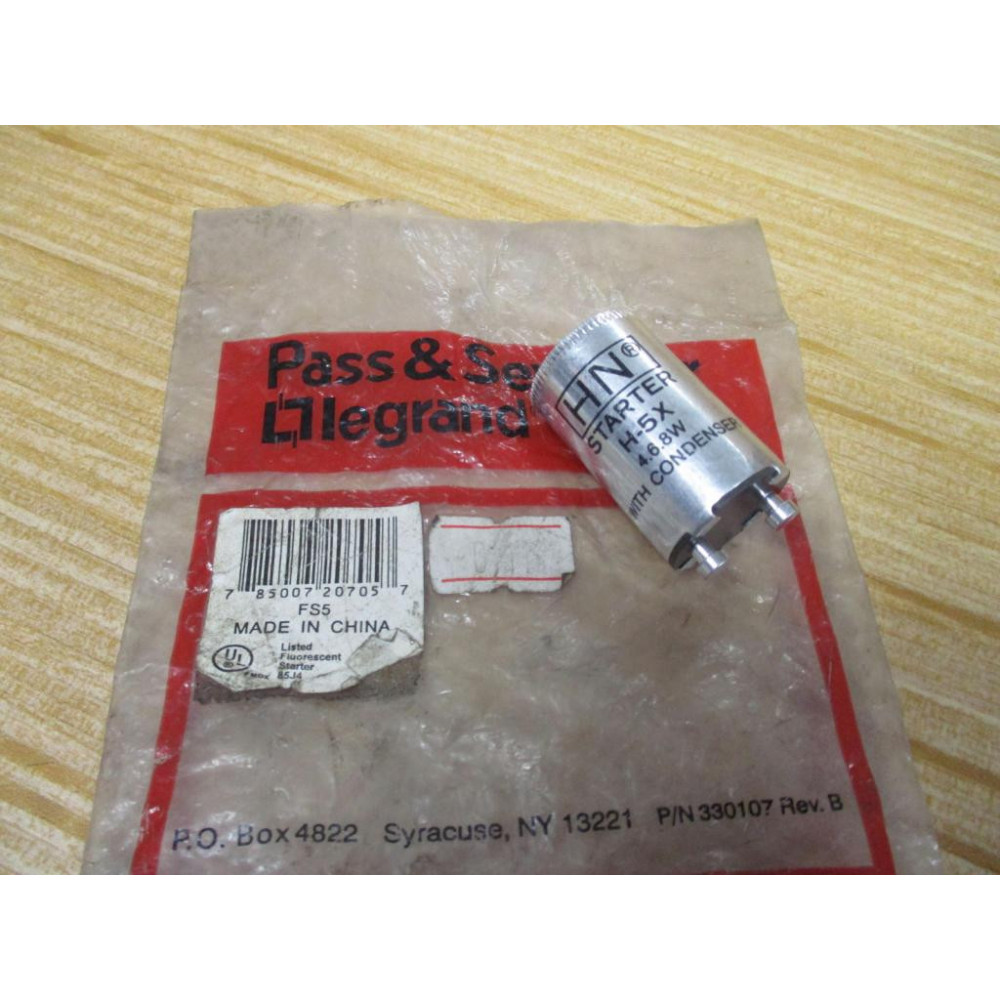 Pass & Se
legrand
HN®
STARTER
H-5X
4.6.8W
WITH CONDENSER
7 85007 20705 7
FS5
MADE IN CHINA
UL
Listed
Fluorescent
Starter
85J4
P.O. Box 4822 Syracuse, NY 13221 P/N 330107 Rev. B